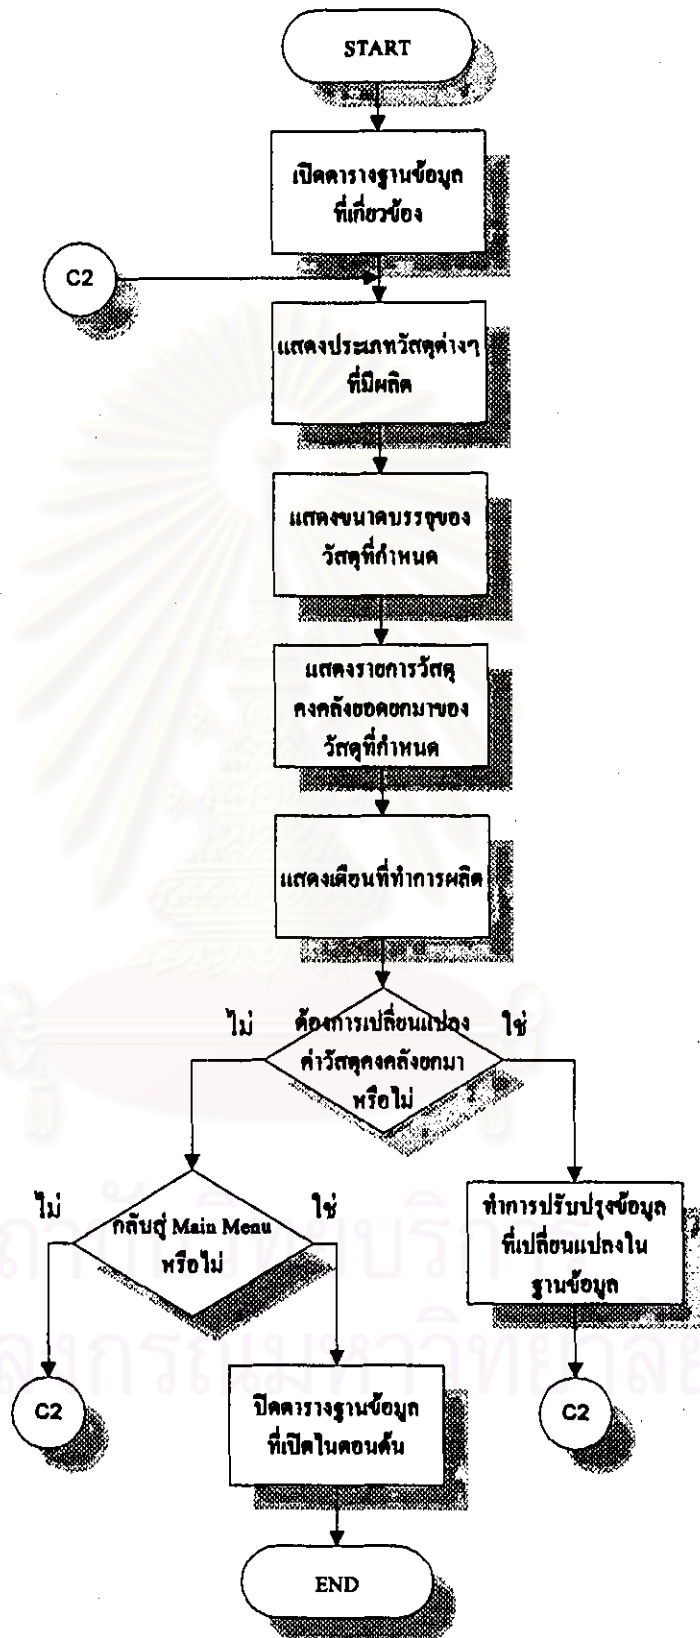 START
เปิดตารางฐานข้อมูล
ที่เกี่ยวข้อง
C2
แสดงประเภทวัสดุต่างๆ
ที่มีผลิต
แสดงขนาดบรรจุของ
วัสดุที่กำหนด
แสดงรายการวัสดุ
คงคลังยอดยกมาของ
วัสดุที่กำหนด
แสดงเดือนที่ทำการผลิต
ไม่
ต้องการเปลี่ยนแปลง
ค่าวัสดุคงคลังยกมา
หรือไม่
ใช่
ไม่
กลับสู่ Main Menu
หรือไม่
ใช่
ทำการปรับปรุงข้อมูล
ที่เปลี่ยนแปลงใน
ฐานข้อมูล
C2
ปิดตารางฐานข้อมูล
ที่เปิดในตอนต้น
C2
END